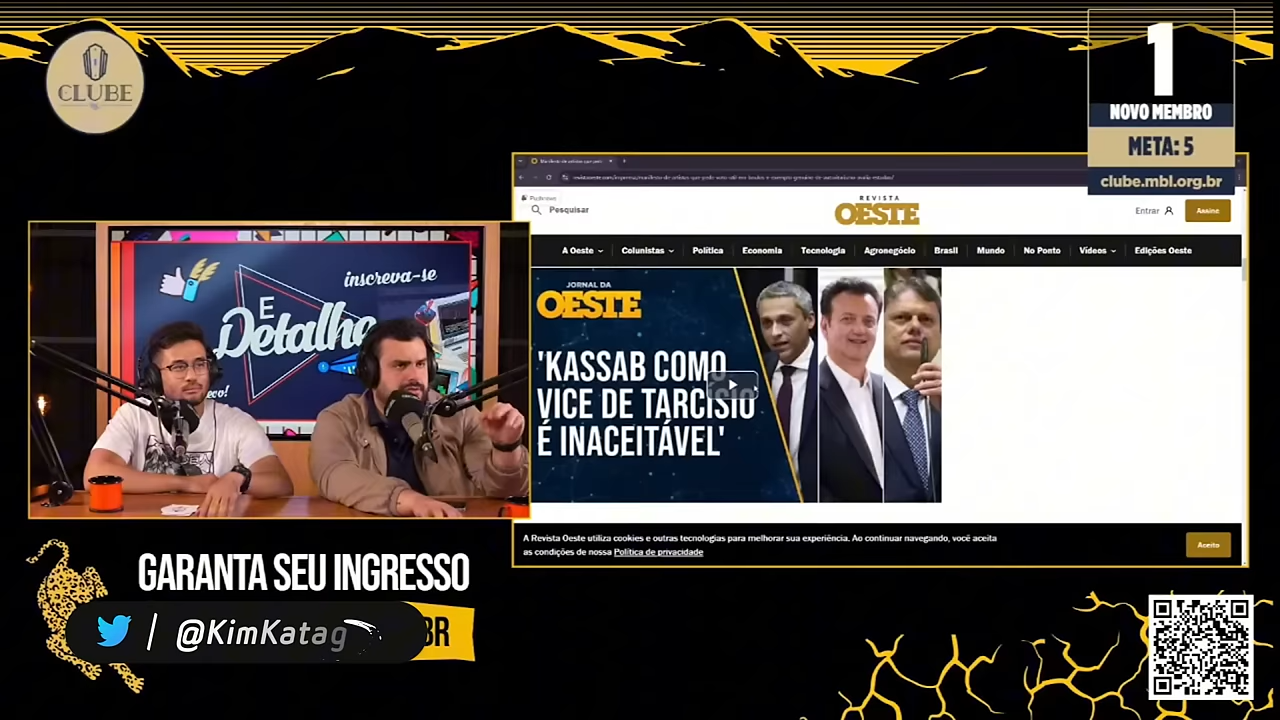 CLUBE
1
NOVO MEMBRO
META: 5
clube.mbl.org.br
Pesquisar
REVISTA
OESTE
Entrar
Assine
A Oeste
Colunistas
Política
Economia
Tecnologia
Agronegócio
Brasil
Mundo
No Ponto
Vídeos
Edições Oeste
JORNAL DA
OESTE
'KASSAB COMO
VICE DE TARCÍSIO
É INACEITÁVEL'
A Revista Oeste utiliza cookies e outras tecnologias para melhorar sua experiência. Ao continuar navegando, você aceita
as condições de nossa Política de privacidade
Aceito
inscreva-se
E
Detalhe
GARANTA SEU INGRESSO
@KimKatag
BR